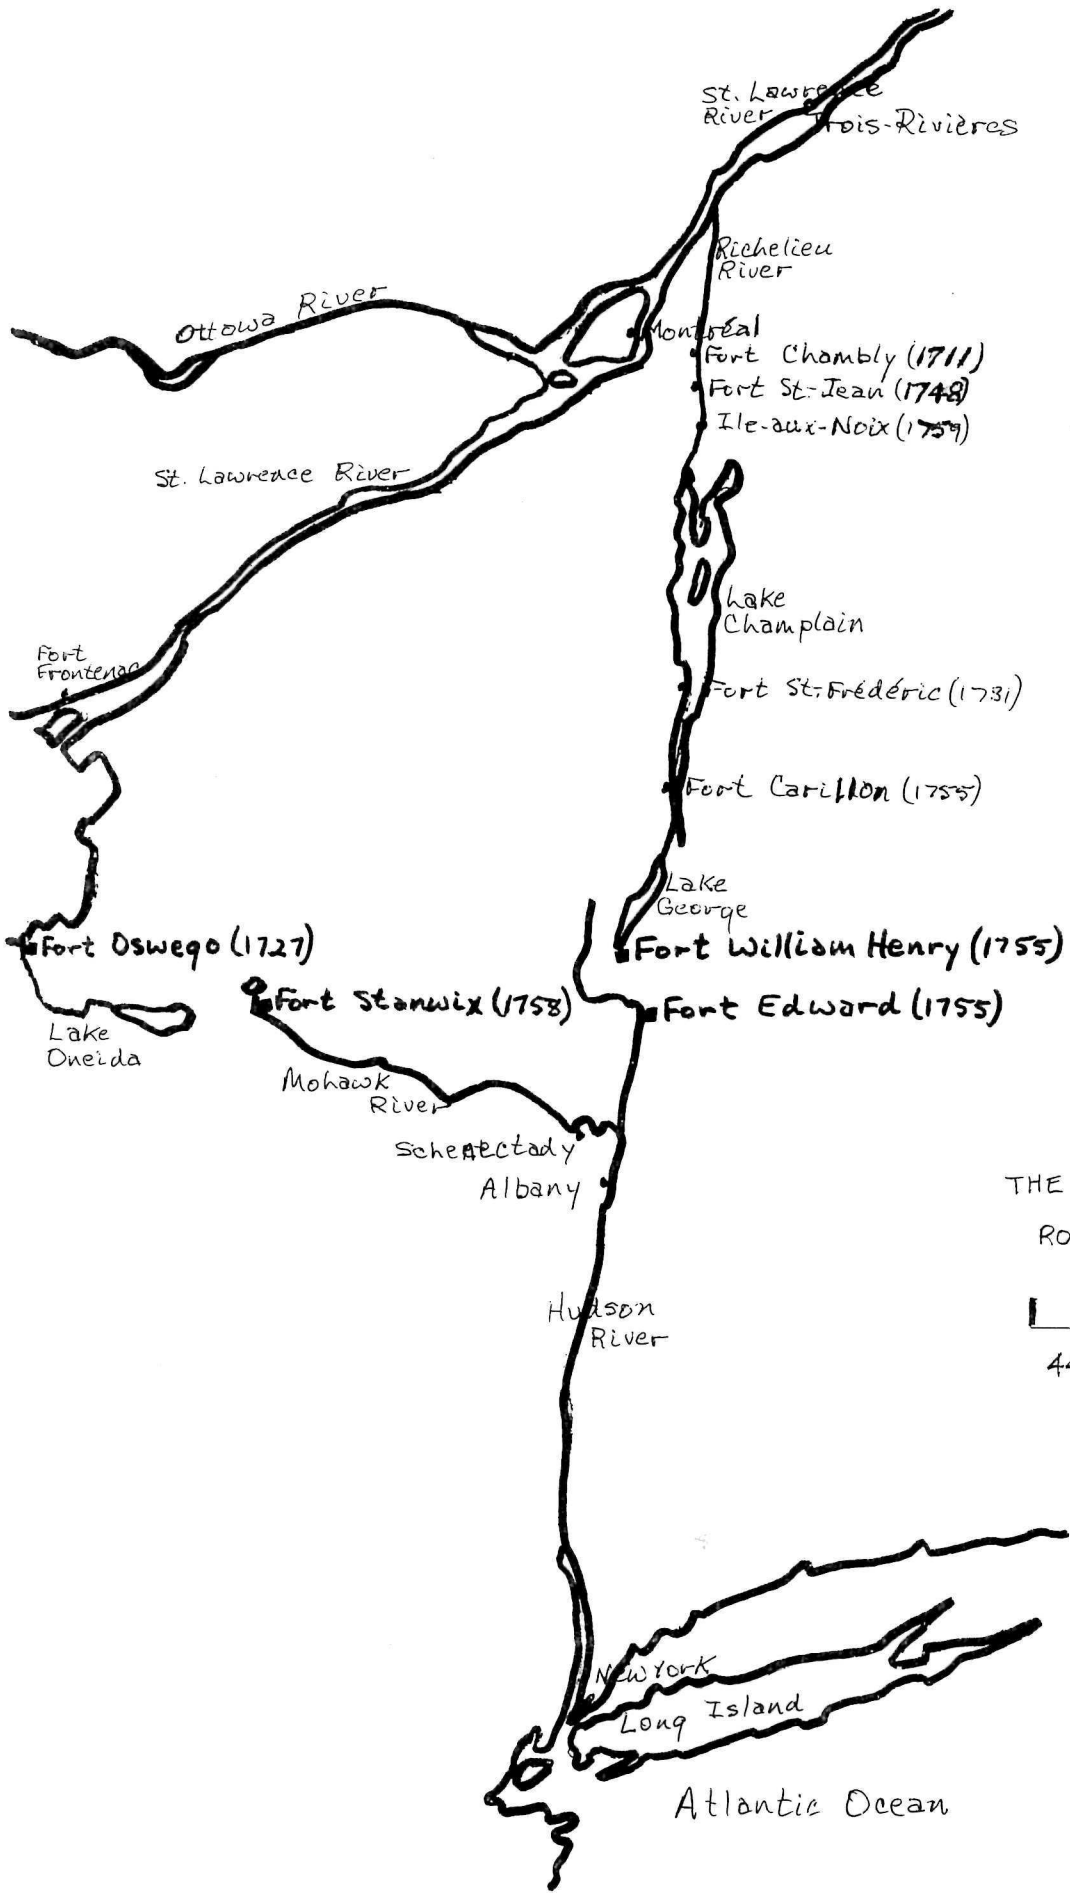 St. Lawrence
River
Trois-Rivières
Richelieu
River
Ottowa River
Montréal
Fort Chambly (1711)
Fort St-Jean (1748)
Ile-aux-Noix (1759)
St. Lawrence River
Lake
Champlain
Fort
Frontenac
Fort St-Frédéric (1731)
Fort Carillon (1755)
Lake
George
Fort Oswego (1727)
Fort William Henry (1755)
Fort Stanwix (1758)
Fort Edward (1755)
Lake
Oneida
Mohawk
River
Schenectady
Albany
THE
RO
44
Hudson
River
New York
Long Island
Atlantic Ocean